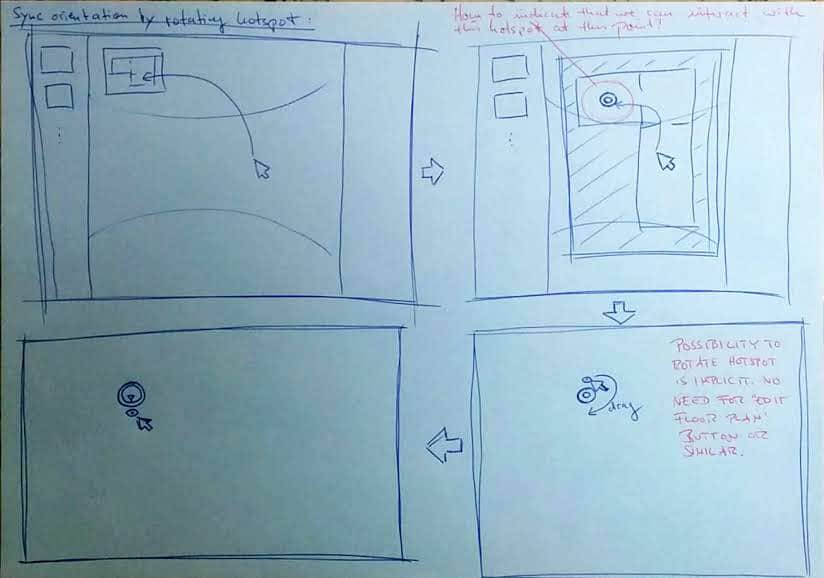 Sync orientation by rotating hotspot:
How to indicate that we can interact with
this hotspot at this point?
drag
POSSIBILITY TO
ROTATE HOTSPOT
IS IMPLICIT. NO
NEED FOR "EDIT
FLOOR PLAN"
BUTTON OR
SIMILAR.